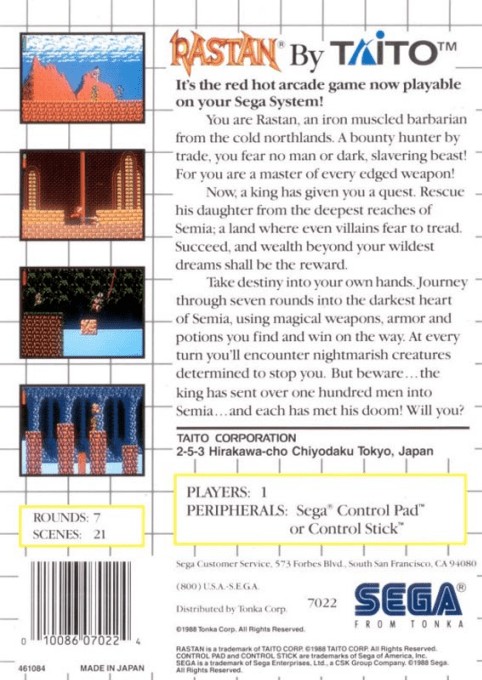 RASTAN® By TAITO™
It's the red hot arcade game now playable
on your Sega System!
You are Rastan, an iron muscled barbarian
from the cold northlands. A bounty hunter by
trade, you fear no man or dark, slavering beast!
For you are a master of every edged weapon!
Now, a king has given you a quest. Rescue
his daughter from the deepest reaches of
Semia; a land where even villains fear to tread.
Succeed, and wealth beyond your wildest
dreams shall be the reward.
Take destiny into your own hands. Journey
through seven rounds into the darkest heart
of Semia, using magical weapons, armor and
potions you find and win on the way. At every
turn you'll encounter nightmarish creatures
determined to stop you. But beware...the
king has sent over one hundred men into
Semia...and each has met his doom! Will you?
TAITO CORPORATION
2-5-3 Hirakawa-cho Chiyodaku Tokyo, Japan
PLAYERS: 1
PERIPHERALS: Sega® Control Pad™
or Control Stick™
ROUNDS: 7
SCENES: 21
Sega Customer Service, 573 Forbes Blvd., South San Francisco, CA 94080
(800) U.S.A.-S.E.G.A.
Distributed by Tonka Corp. 7022
SEGA®
FROM TONKA
©1988 Tonka Corp. All Rights Reserved.
0 10086 07022 4
461084 MADE IN JAPAN
RASTAN is a trademark of TAITO CORP. ©1988 TAITO CORP. All Rights Reserved.
CONTROL PAD and CONTROL STICK are trademarks of Sega of America, Inc.
SEGA is a trademark of Sega Enterprises, Ltd., a CSK Group Company. ©1988 Sega.
All Rights Reserved.